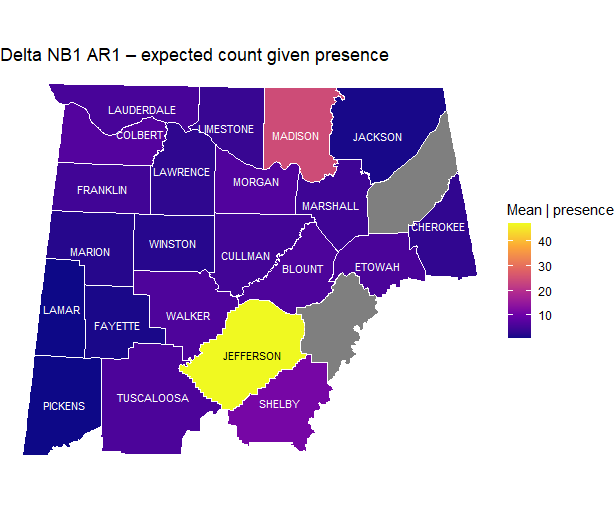 Delta NB1 AR1 – expected count given presence
LAUDERDALE
LIMESTONE
COLBERT
MADISON
JACKSON
LAWRENCE
FRANKLIN
MORGAN
MARSHALL
CHEROKEE
MARION
WINSTON
CULLMAN
BLOUNT
ETOWAH
LAMAR
FAYETTE
WALKER
JEFFERSON
PICKENS
TUSCALOOSA
SHELBY
Mean | presence
40
30
20
10